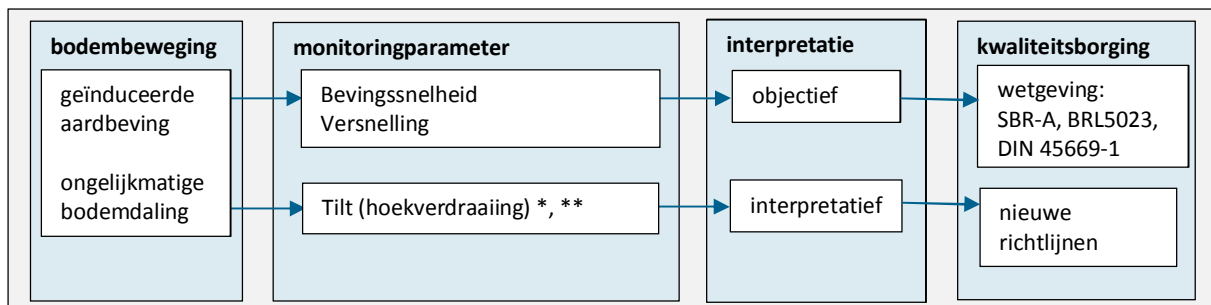 bodembeweging
geïnduceerde
aardbeving
ongelijkmatige
bodemdaling
monitoringparameter
Bevingssnelheid
Versnelling
Tilt (hoekverdraaiing) *, **
interpretatie
objectief
interpretatief
kwaliteitsborging
wetgeving:
SBR-A, BRL5023,
DIN 45669-1
nieuwe
richtlijnen